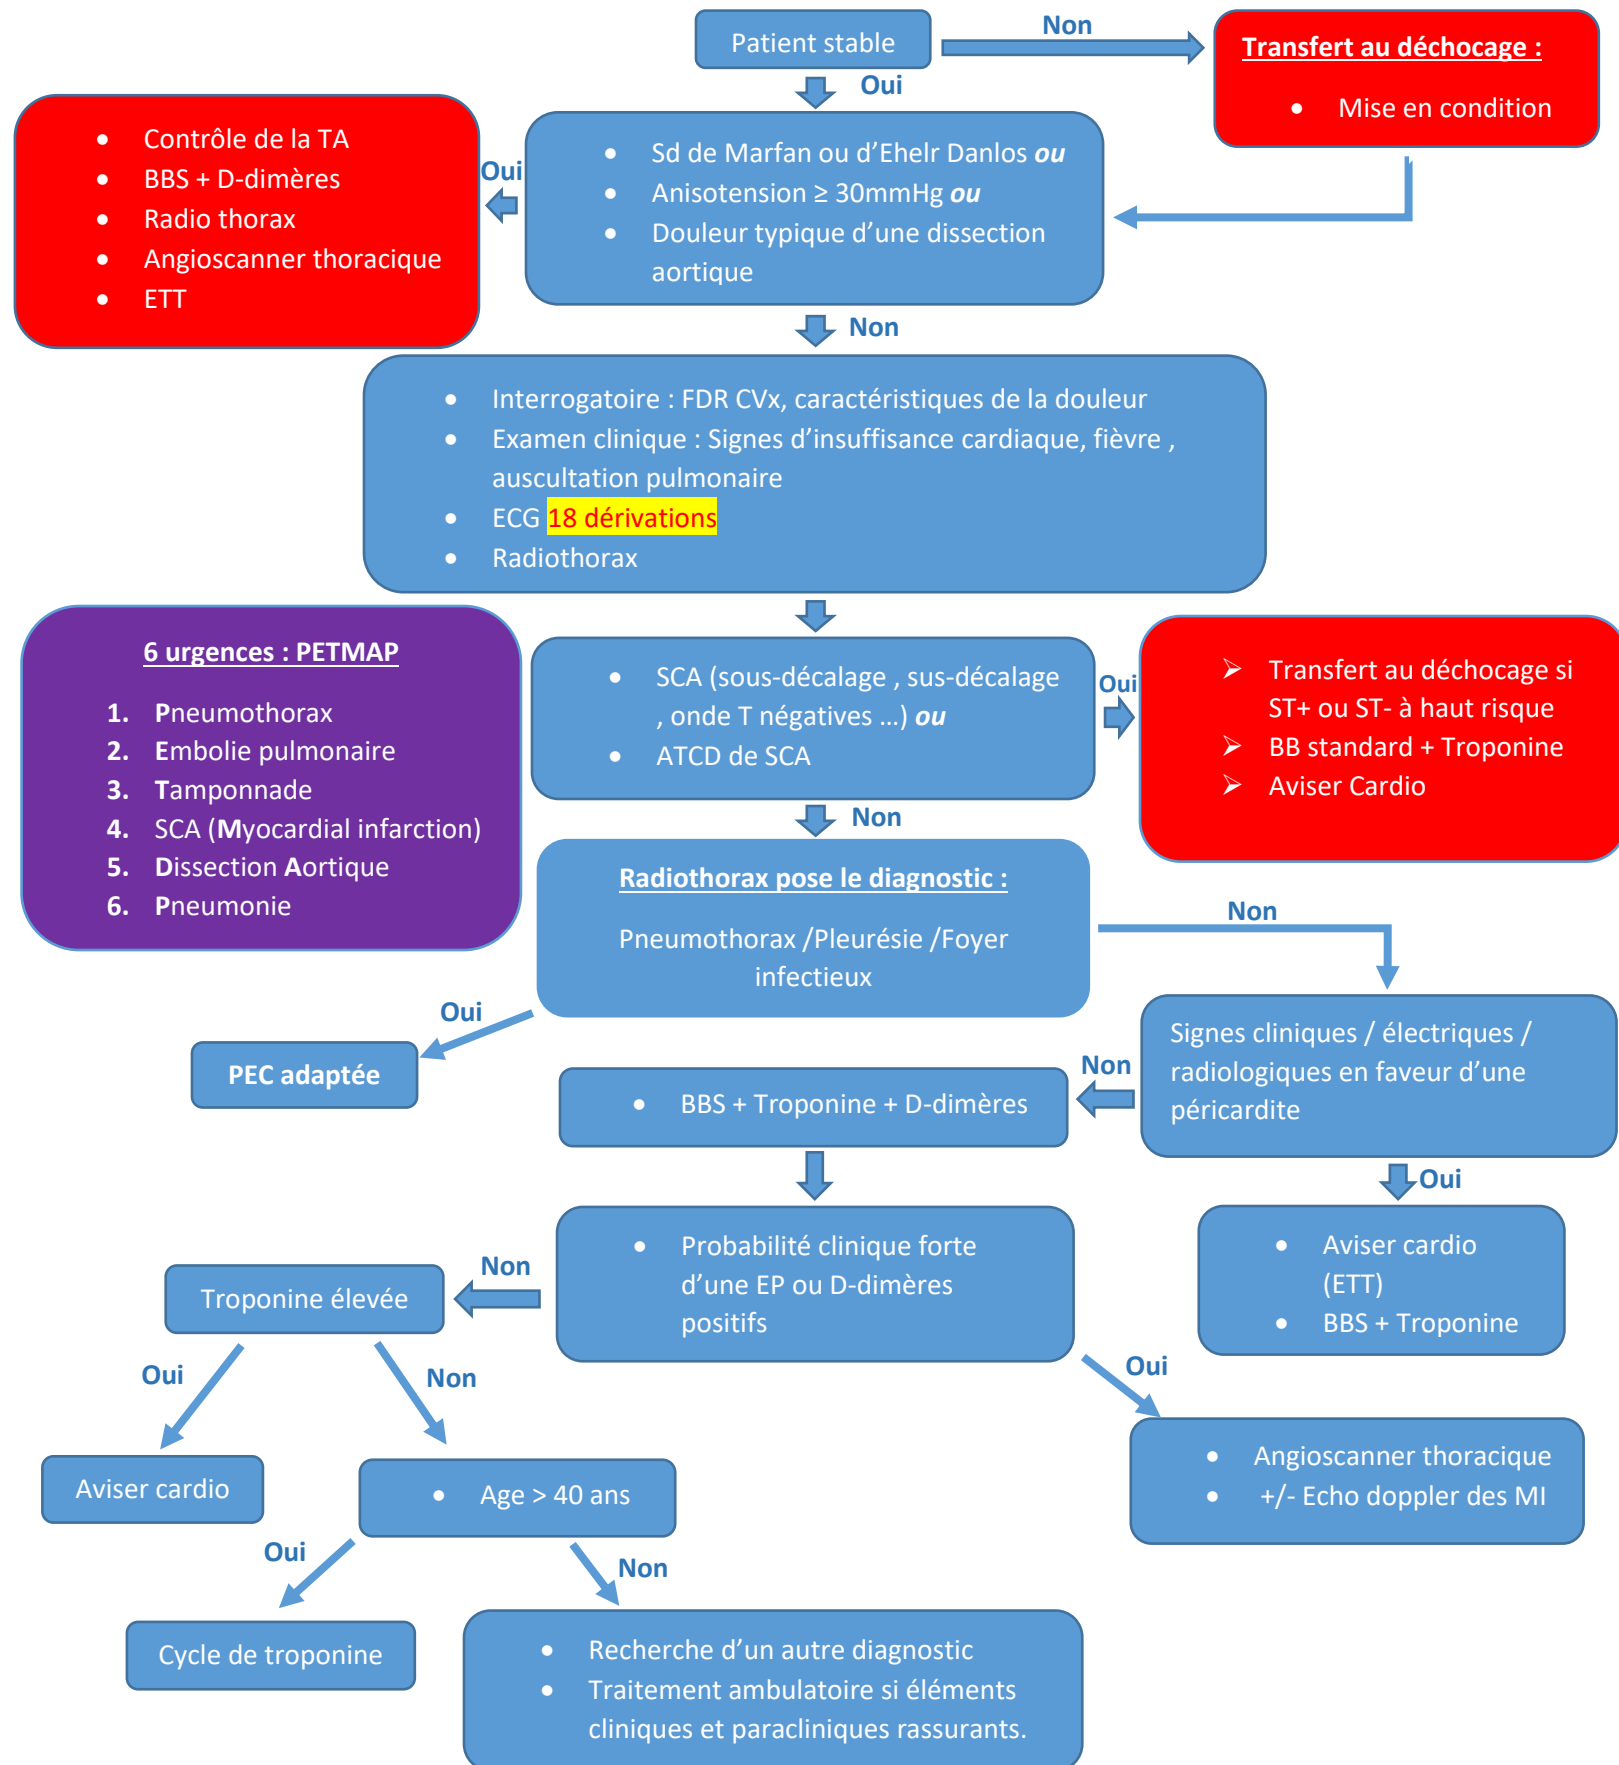 Patient stable
Non
Transfert au déchocage :
• Mise en condition
Oui
• Contrôle de la TA
• BBS + D-dimères
• Radio thorax
• Angioscanner thoracique
• ETT
Oui
• Sd de Marfan ou d’Ehelr Danlos ou
• Anisotension ≥ 30mmHg ou
• Douleur typique d’une dissection
aortique
Non
• Interrogatoire : FDR CVx, caractéristiques de la douleur
• Examen clinique : Signes d’insuffisance cardiaque, fièvre ,
auscultation pulmonaire
• ECG 18 dérivations
• Radiothorax
6 urgences : PETMAP
1. Pneumothorax
2. Embolie pulmonaire
3. Tamponnade
4. SCA (Myocardial infarction)
5. Dissection Aortique
6. Pneumonie
• SCA (sous-décalage , sus-décalage
, onde T négatives …) ou
• ATCD de SCA
Oui
➢ Transfert au déchocage si
ST+ ou ST- à haut risque
➢ BB standard + Troponine
➢ Aviser Cardio
Non
Radiothorax pose le diagnostic :
Pneumothorax /Pleurésie /Foyer
infectieux
Non
Oui
PEC adaptée
Signes cliniques / électriques /
radiologiques en faveur d’une
péricardite
Non
• BBS + Troponine + D-dimères
Oui
• Aviser cardio
(ETT)
• BBS + Troponine
• Probabilité clinique forte
d’une EP ou D-dimères
positifs
Non
Troponine élevée
Oui
• Angioscanner thoracique
• +/- Echo doppler des MI
Oui
Non
Aviser cardio
• Age > 40 ans
Oui
Non
Cycle de troponine
• Recherche d’un autre diagnostic
• Traitement ambulatoire si éléments
cliniques et paracliniques rassurants.